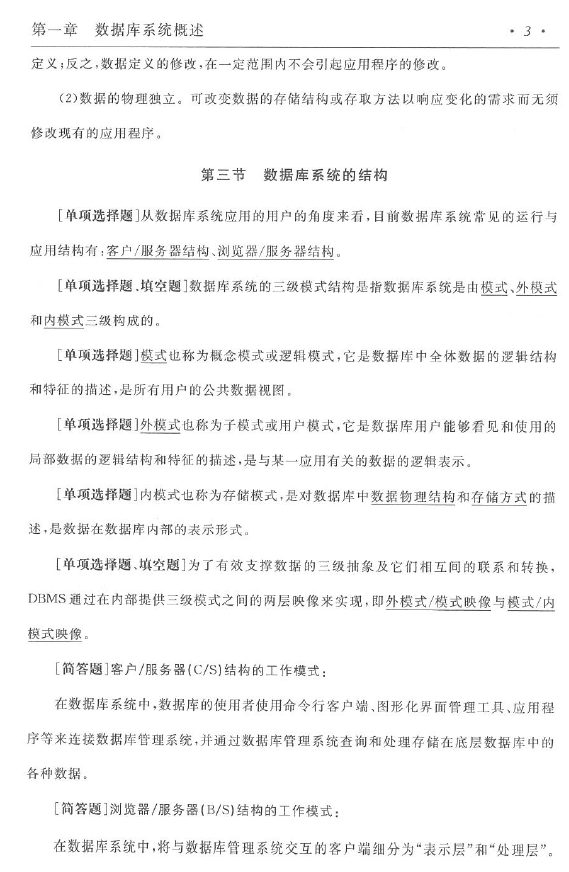 第一章 数据库系统概述 · 3 ·
定义;反之,数据定义的修改,在一定范围内不会引起应用程序的修改。
(2)数据的物理独立。可改变数据的存储结构或存取方法以响应变化的需求而无须
修改现有的应用程序。
第三节 数据库系统的结构
[单项选择题]从数据库系统应用的用户的角度来看,目前数据库系统常见的运行与
应用结构有:客户/服务器结构、浏览器/服务器结构。
[单项选择题、填空题]数据库系统的三级模式结构是指数据库系统是由模式、外模式
和内模式三级构成的。
[单项选择题]模式也称为概念模式或逻辑模式,它是数据库中全体数据的逻辑结构
和特征的描述,是所有用户的公共数据视图。
[单项选择题]外模式也称为子模式或用户模式,它是数据库用户能够看见和使用的
局部数据的逻辑结构和特征的描述,是与某一应用有关的数据的逻辑表示。
[单项选择题]内模式也称为存储模式,是对数据库中数据物理结构和存储方式的描
述,是数据在数据库内部的表示形式。
[单项选择题、填空题]为了有效支撑数据的三级抽象及它们相互间的联系和转换,
DBMS通过在内部提供三级模式之间的两层映像来实现,即外模式/模式映像与模式/内
模式映像。
[简答题]客户/服务器(C/S)结构的工作模式:
在数据库系统中,数据库的使用者使用命令行客户端、图形化界面管理工具、应用程
序等来连接数据库管理系统,并通过数据库管理系统查询和处理存储在底层数据库中的
各种数据。
[简答题]浏览器/服务器(B/S)结构的工作模式:
在数据库系统中,将与数据库管理系统交互的客户端细分为“表示层”和“处理层”。